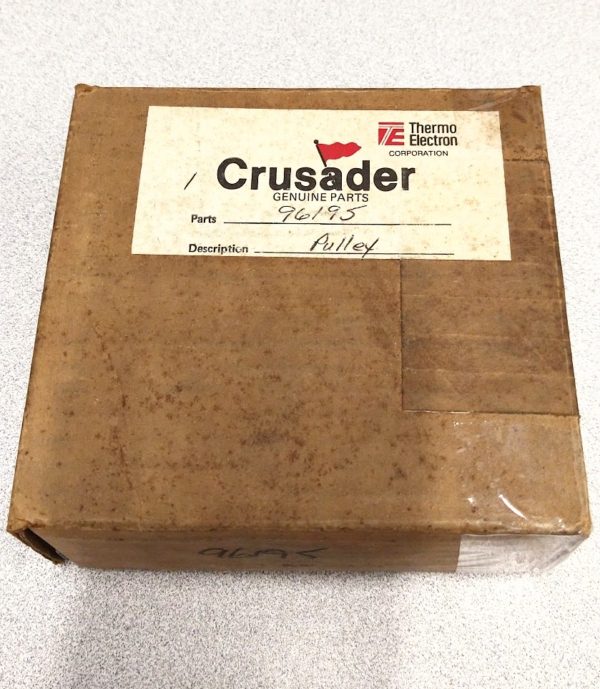 TE Thermo
Electron
CORPORATION
1 Crusader
GENUINE PARTS
Parts 96195
Description Pulley
96195